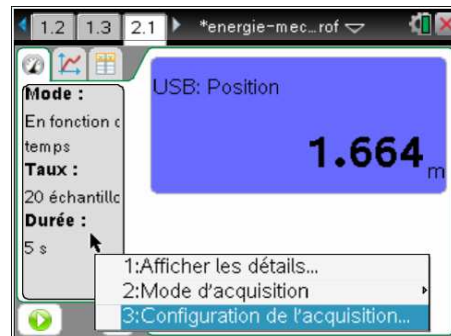 1.2 1.3 2.1 *energie-mec…rof
Mode :
En fonction c
temps
Taux :
20 échantillc
Durée :
5 s
USB: Position
1.664 m
1:Afficher les détails...
2:Mode d'acquisition
3:Configuration de l'acquisition...